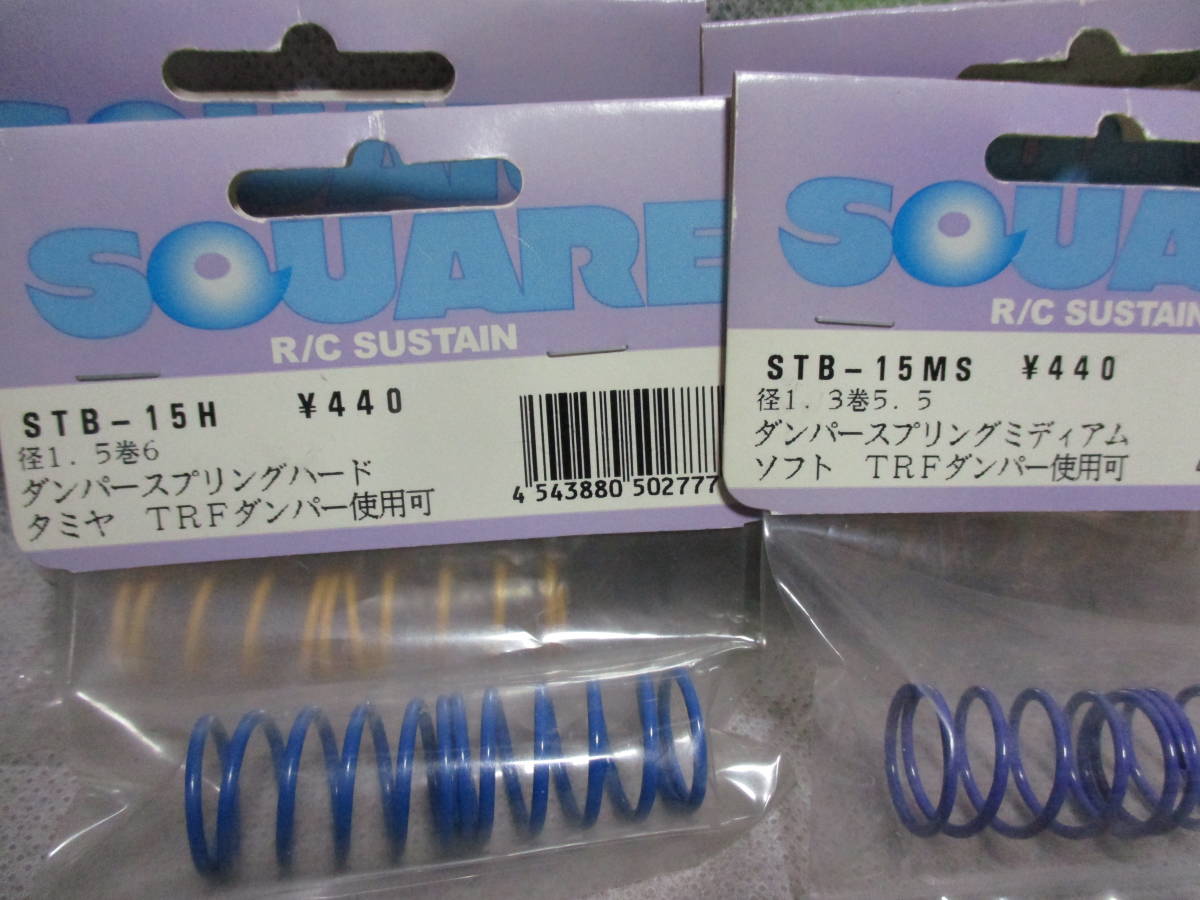 SQUARE
R/C SUSTAIN
STB-15H ¥440
径1.5巻6
ダンパースプリングハード
タミヤ TRFダンパー使用可
4 543880 502777
SQUA
R/C SUSTAIN
STB-15MS ¥440
径1.3巻5.5
ダンパースプリングミディアム
ソフト TRFダンパー使用可